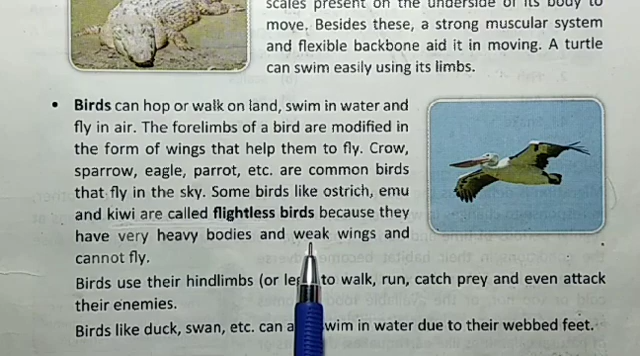 scales present on the underside of its body to
move. Besides these, a strong muscular system
and flexible backbone aid it in moving. A turtle
can swim easily using its limbs.
• Birds can hop or walk on land, swim in water and
fly in air. The forelimbs of a bird are modified in
the form of wings that help them to fly. Crow,
sparrow, eagle, parrot, etc. are common birds
that fly in the sky. Some birds like ostrich, emu
and kiwi are called flightless birds because they
have very heavy bodies and weak wings and
cannot fly.
Birds use their hindlimbs (or to walk, run, catch prey and even attack
their enemies.
Birds like duck, swan, etc. can swim in water due to their webbed feet.